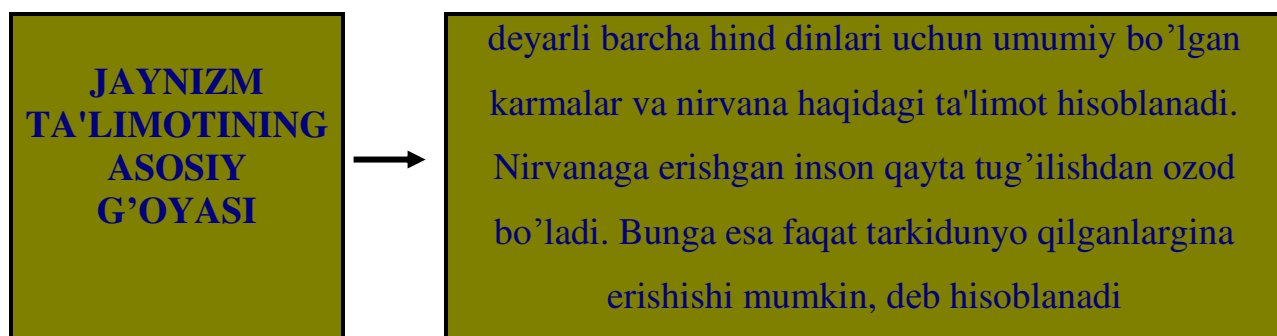 JAYNIZM
TA'LIMOTINING
ASOSIY
G’OYASI
deyarli barcha hind dinlari uchun umumiy bo’lgan
karmalar va nirvana haqidagi ta'limot hisoblanadi.
Nirvanaga erishgan inson qayta tug’ilishdan ozod
bo’ladi. Bunga esa faqat tarkidunyo qilganlargina
erishishi mumkin, deb hisoblanadi